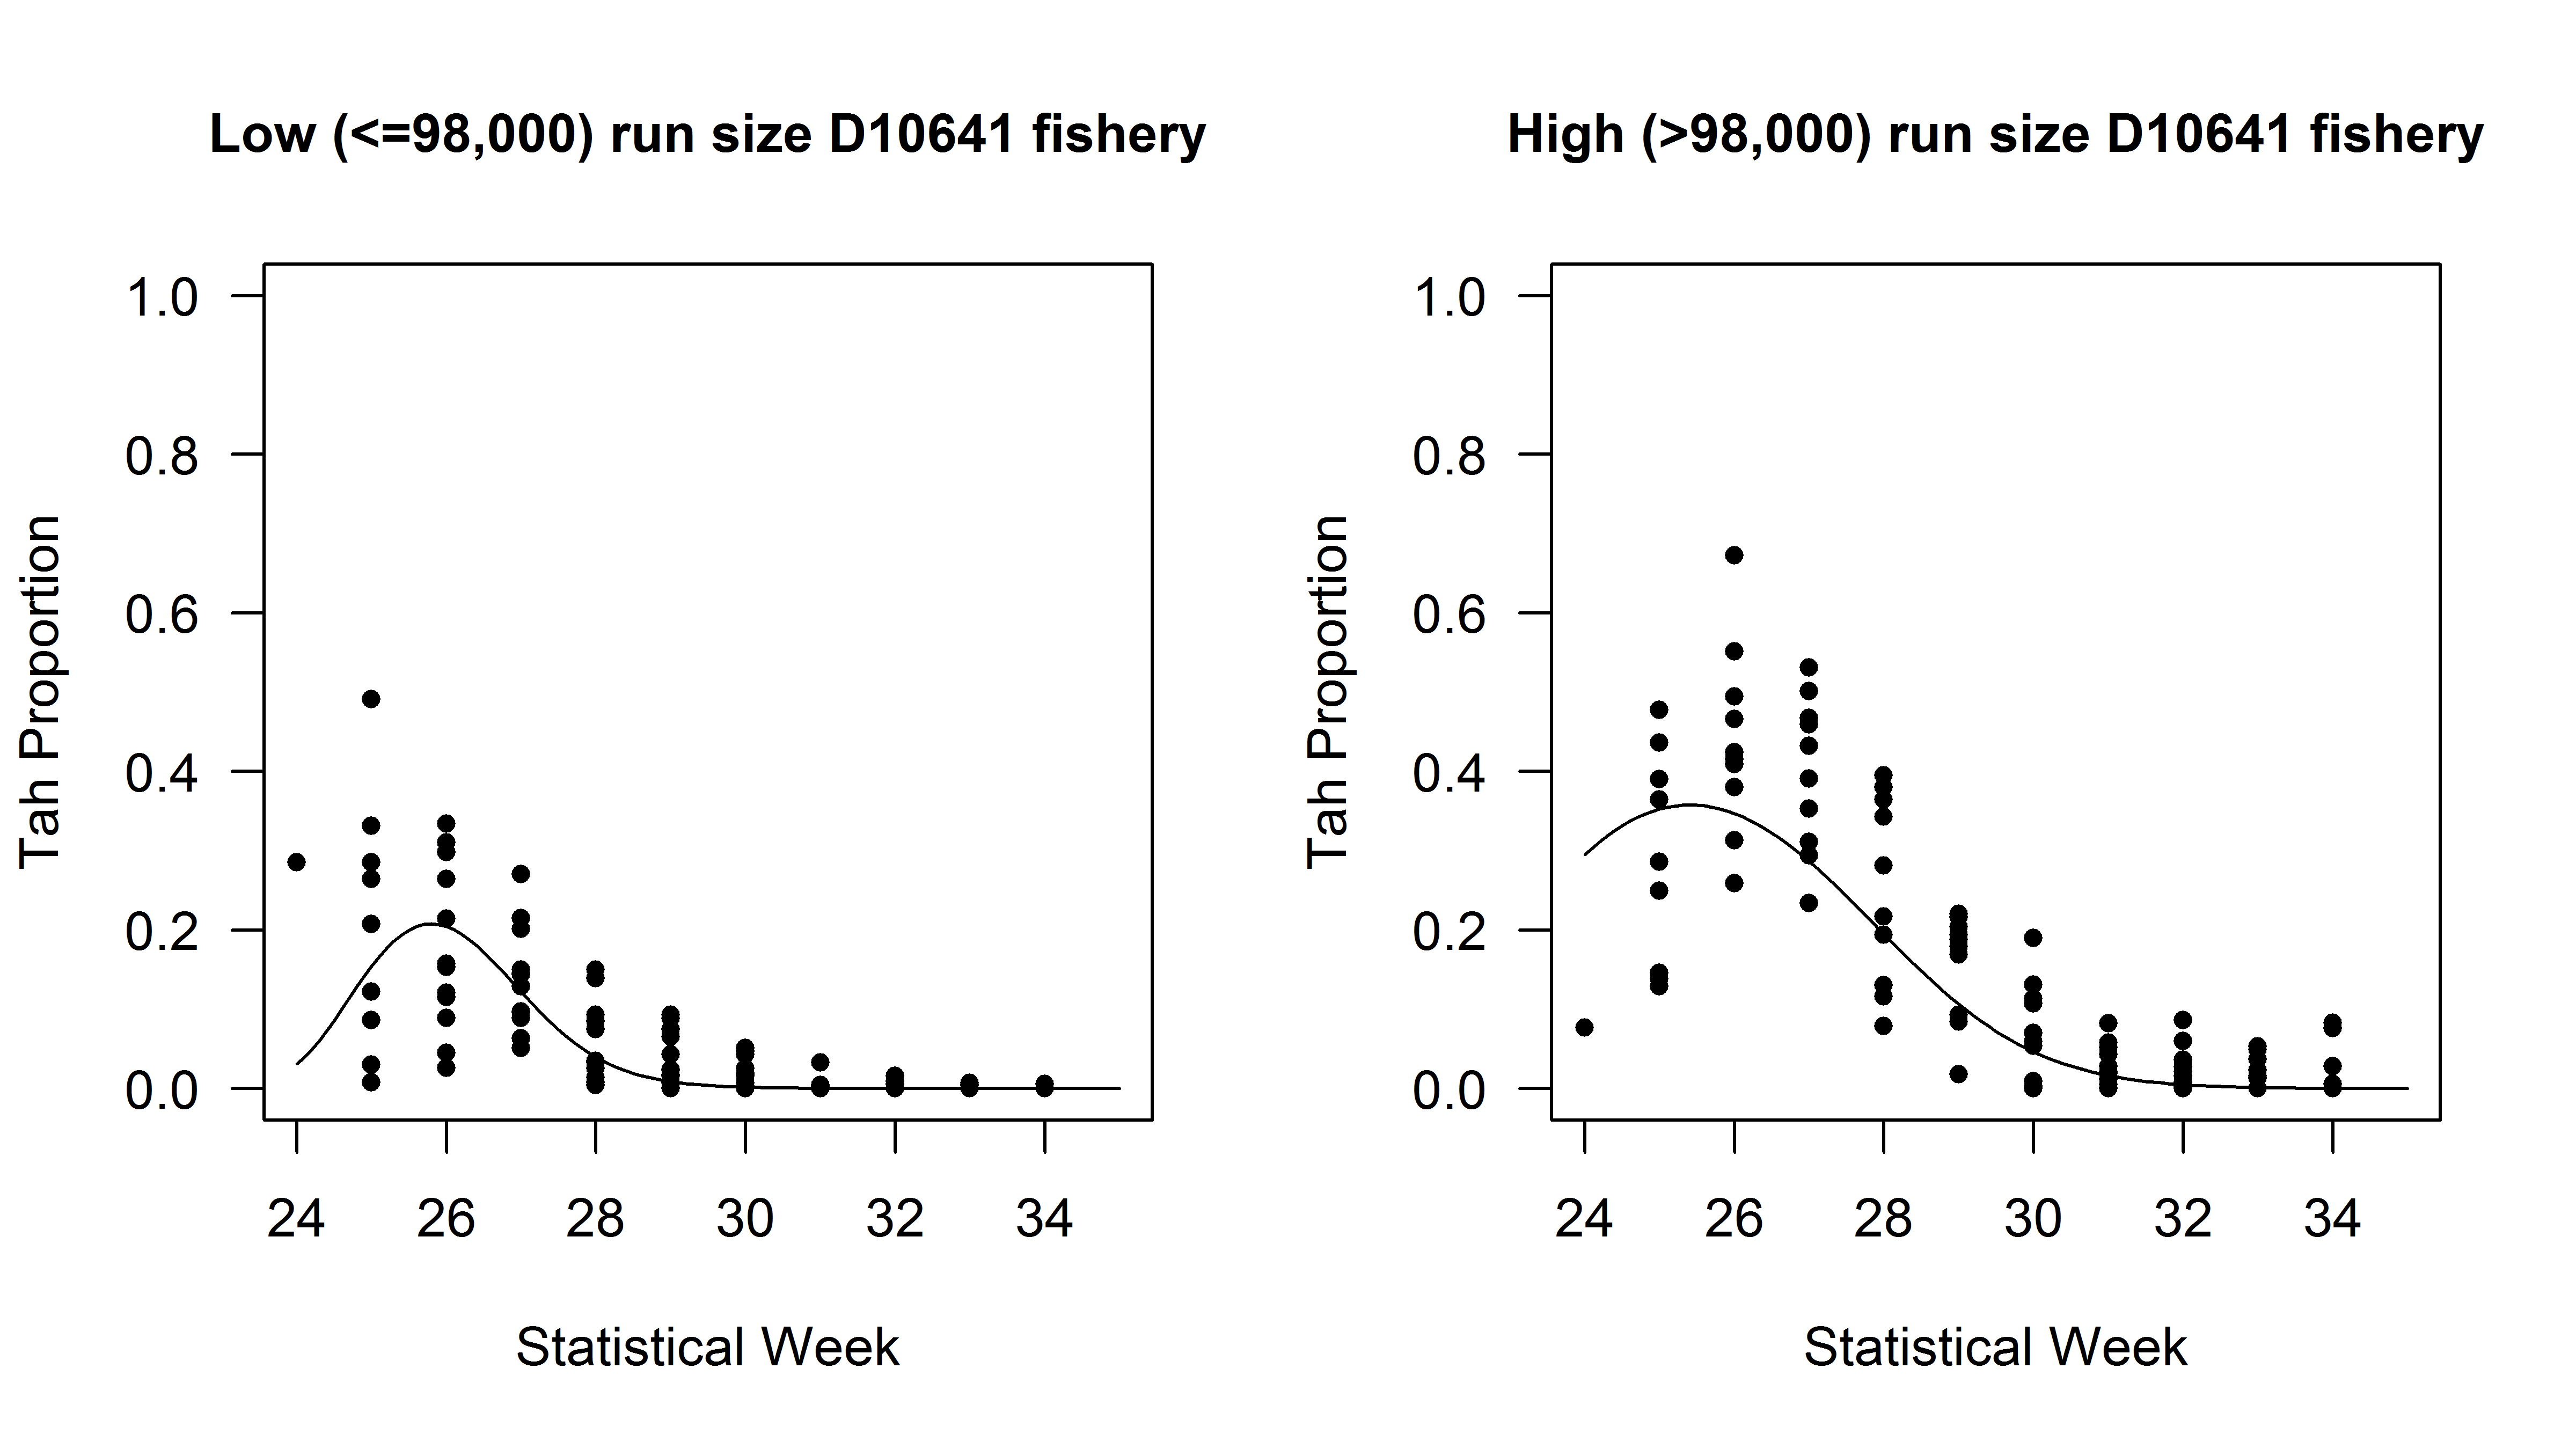 Low (<=98,000) run size D10641 fishery
Tah Proportion
1.0
0.8
0.6
0.4
0.2
0.0
24 26 28 30 32 34
Statistical Week
High (>98,000) run size D10641 fishery
Tah Proportion
1.0
0.8
0.6
0.4
0.2
0.0
24 26 28 30 32 34
Statistical Week